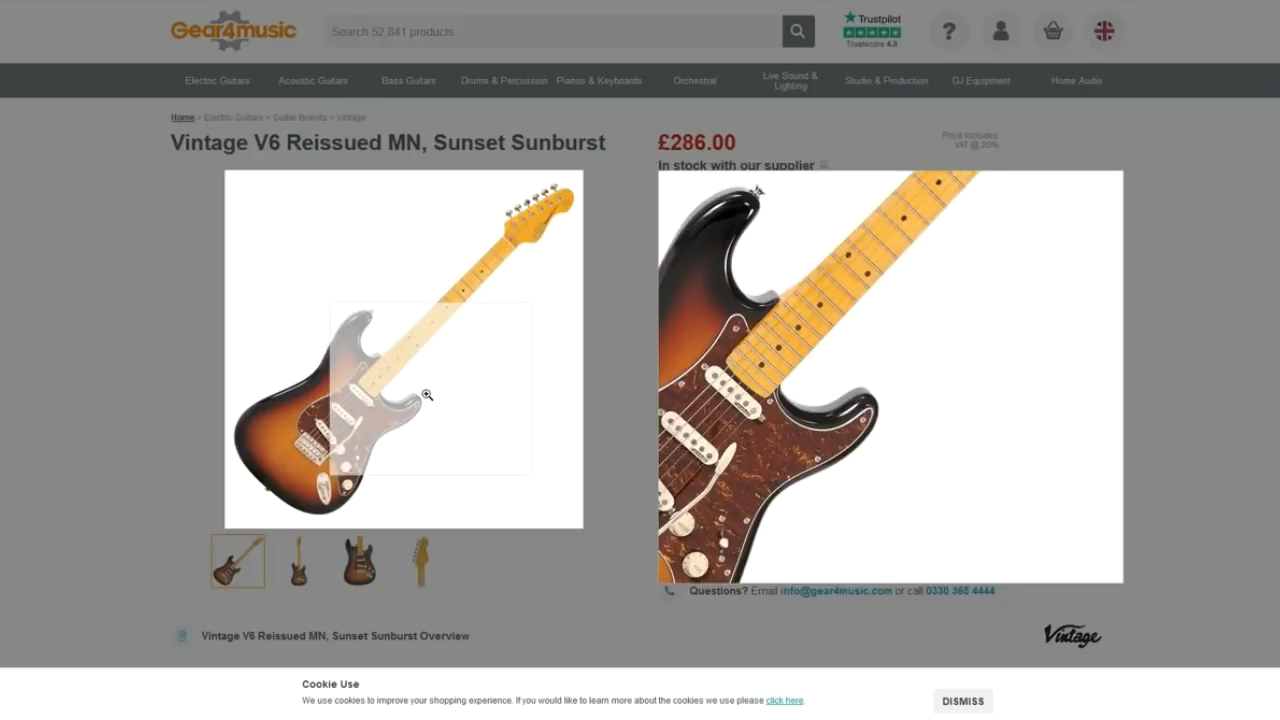 Gear4music
Search 52,841 products.
Trustpilot
Trustscore 4.8
?
Electric Guitars
Acoustic Guitars
Bass Guitars
Drums & Percussion
Pianos & Keyboards
Orchestral
Live Sound &
Lighting
Studio & Production
DJ Equipment
Home Audio
Home > Electric Guitars > Guitar Brands > Vintage
Vintage V6 Reissued MN, Sunset Sunburst
£286.00
Price Includes
VAT @ 20%
In stock with our supplier
Questions? Email info@gear4music.com or call 0330 365 4444
Vintage V6 Reissued MN, Sunset Sunburst Overview
Vintage
Cookie Use
We use cookies to improve your shopping experience. If you would like to learn more about the cookies we use please click here.
DISMISS